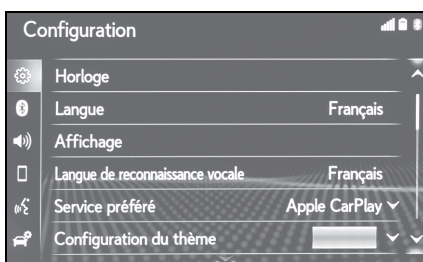 Configuration
Horloge
Langue Français
Affichage
Langue de reconnaissance vocale Français
Service préféré Apple CarPlay
Configuration du thème